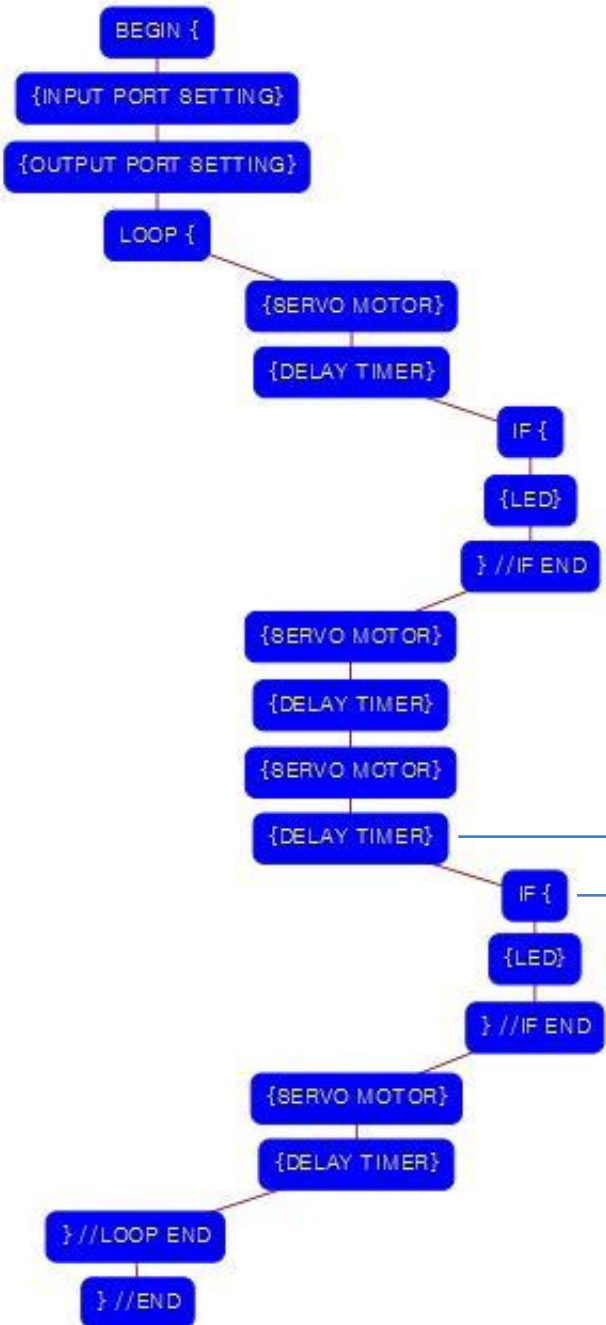 BEGIN {
{INPUT PORT SETTING}
{OUTPUT PORT SETTING}
LOOP {
{SERVO MOTOR}
{DELAY TIMER}
IF {
{LED}
} //IF END
{SERVO MOTOR}
{DELAY TIMER}
{SERVO MOTOR}
{DELAY TIMER}
IF {
{LED}
} //IF END
{SERVO MOTOR}
{DELAY TIMER}
} //LOOP END
} //END